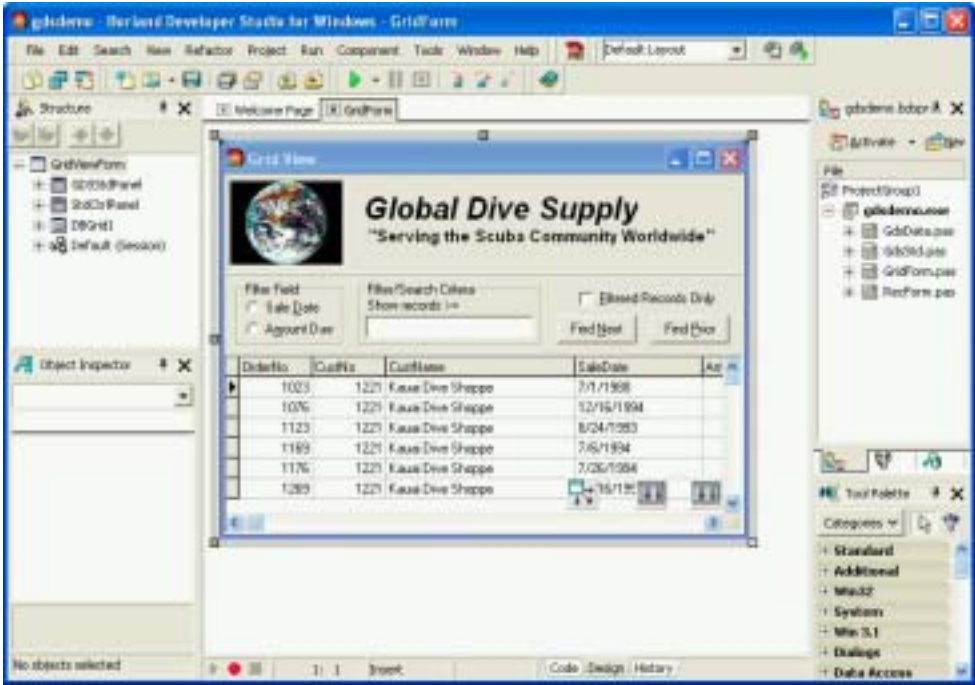 gdsdemo - Borland Developer Studio for Windows - GridForm
File Edit Search View Refactor Project Run Component Tools Window Help
Default Layout
Structure
GridViewForm
GDSStdPanel
StdCtrlPanel
DBGrid1
Default (Session)
Object Inspector
No objects selected
Welcome Page
GridForm
Grid View
Global Dive Supply
"Serving the Scuba Community Worldwide"
Filter Field
Sale Date
Amount Due
Filter/Search Criteria
Show records >=
Filtered Records Only
Find Next
Find Prior
OrderNo CustNo CustName SaleDate
1023 1221 Kauai Dive Shoppe 7/1/1988
1076 1221 Kauai Dive Shoppe 12/16/1994
1123 1221 Kauai Dive Shoppe 8/24/1993
1169 1221 Kauai Dive Shoppe 7/6/1994
1176 1221 Kauai Dive Shoppe 7/26/1994
1269 1221 Kauai Dive Shoppe
1: 1 Insert
Code Design History
Activate New
File
ProjectGroup1
gdsdemo.exe
GdsData.pas
GdsStd.pas
GridForm.pas
RecForm.pas
Tool Palette
Categories
Standard
Additional
Win32
System
Win 3.1
Dialogs
Data Access